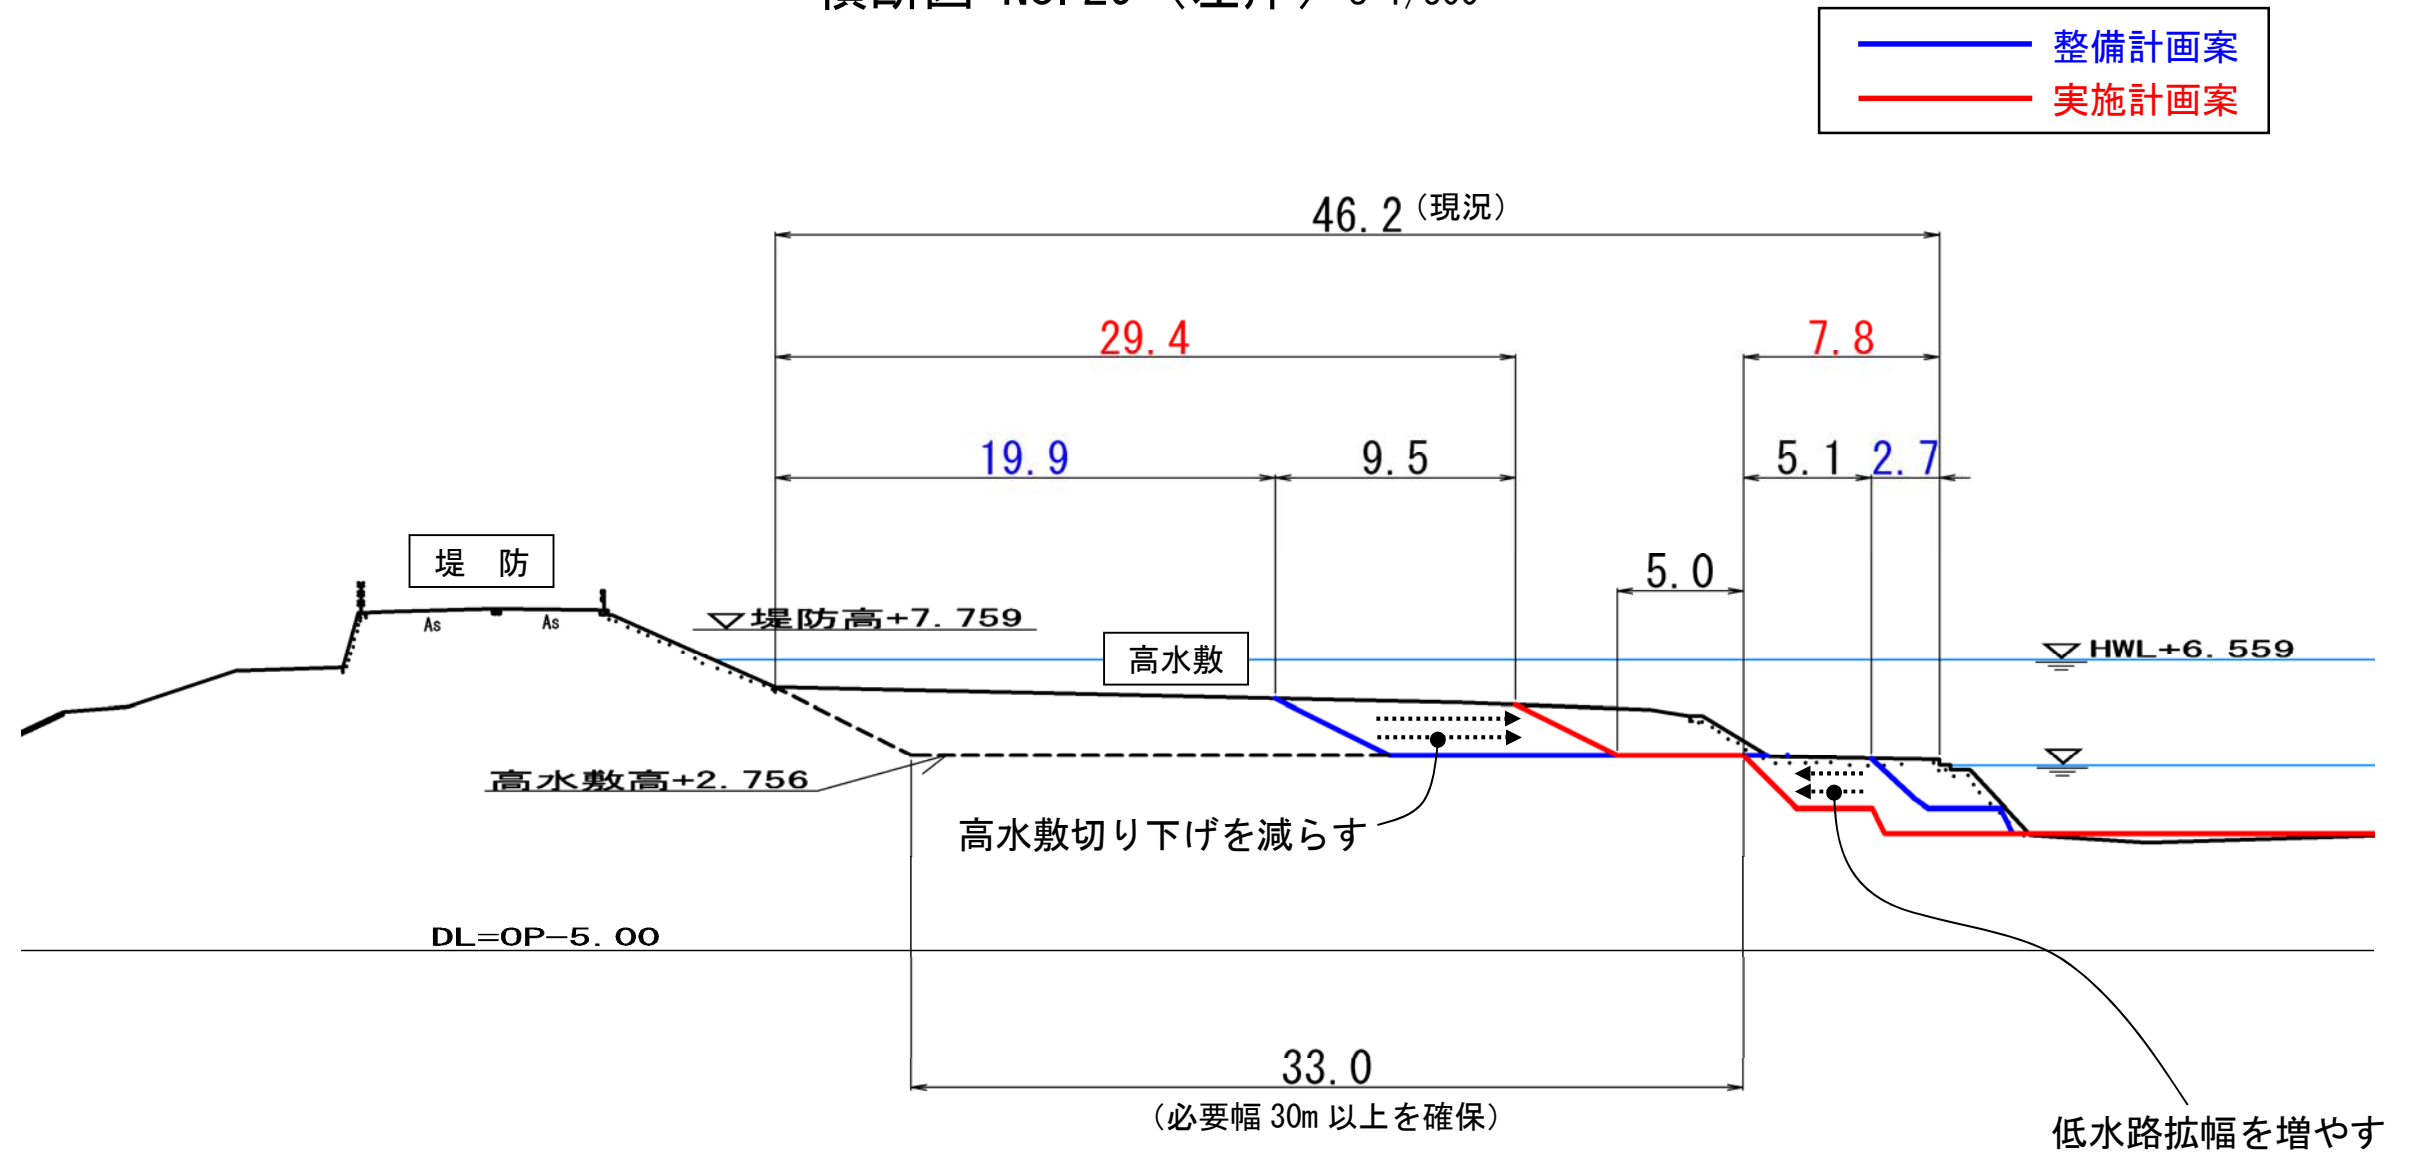 整備計画案
実施計画案
46.2（現況）
29.4
7.8
19.9
9.5
5.1
2.7
5.0
堤　防
As
As
堤防高+7.759
高水敷
HWL+6.559
高水敷高+2.756
高水敷切り下げを減らす
DL=OP-5.00
33.0
（必要幅 30m 以上を確保）
低水路拡幅を増やす